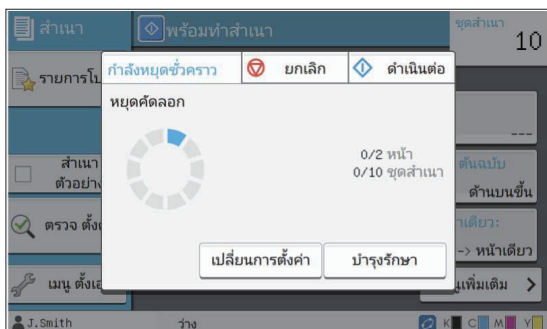 สำเนา
พร้อมทำสำเนา
ชุดสำเนา
10
รายการโป
กำลังหยุดชั่วคราว
ยกเลิก
ดำเนินต่อ
หยุดคัดลอก
0/2 หน้า
0/10 ชุดสำเนา
---
สำเนา
ตัวอย่าง
ต้นฉบับ
ด้านบนขึ้น
ตรวจ ตั้งเ
าเดียว:
-> หน้าเดียว
เปลี่ยนการตั้งค่า
บำรุงรักษา
เมนู ตั้งเอ
นูเพิ่มเติม
J.Smith
ว่าง
K C M Y